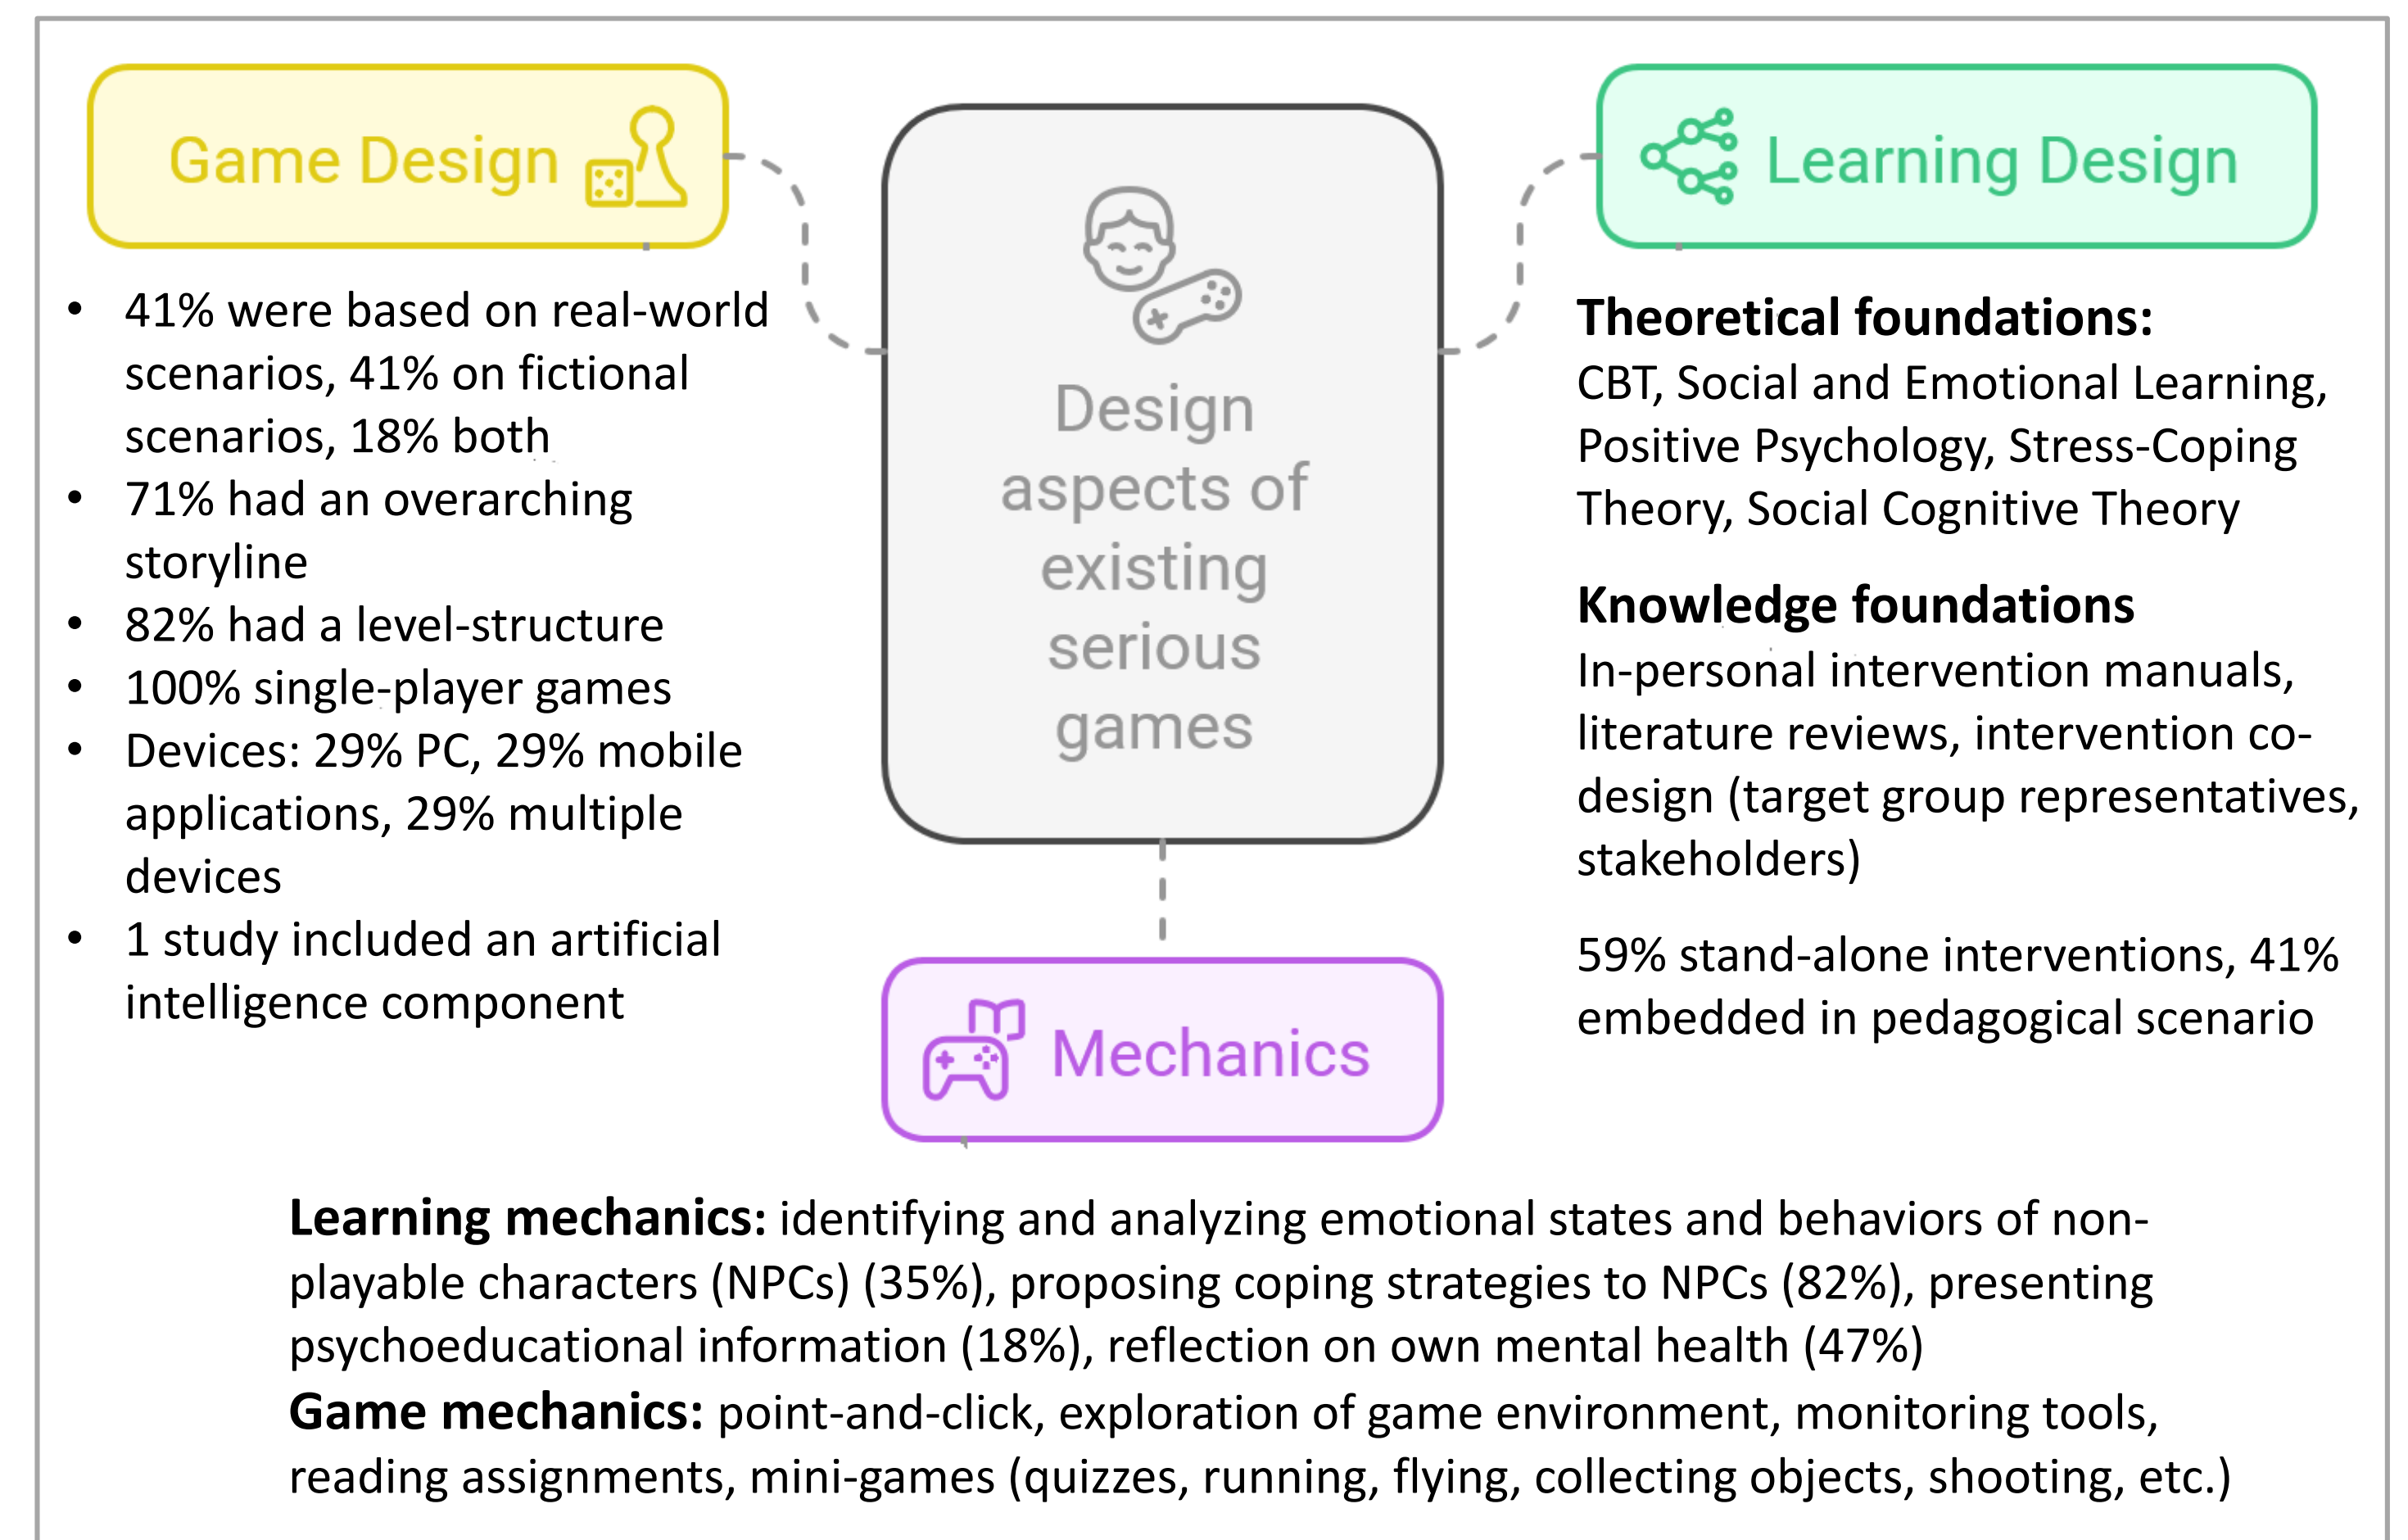 Game Design
• 41% were based on real-world
scenarios, 41% on fictional
scenarios, 18% both
• 71% had an overarching
storyline
• 82% had a level-structure
• 100% single-player games
• Devices: 29% PC, 29% mobile
applications, 29% multiple
devices
• 1 study included an artificial
intelligence component
Design
aspects of
existing
serious
games
Learning Design
Theoretical foundations:
CBT, Social and Emotional Learning,
Positive Psychology, Stress-Coping
Theory, Social Cognitive Theory
Knowledge foundations
In-personal intervention manuals,
literature reviews, intervention co-
design (target group representatives,
stakeholders)
59% stand-alone interventions, 41%
embedded in pedagogical scenario
Mechanics
Learning mechanics: identifying and analyzing emotional states and behaviors of non-
playable characters (NPCs) (35%), proposing coping strategies to NPCs (82%), presenting
psychoeducational information (18%), reflection on own mental health (47%)
Game mechanics: point-and-click, exploration of game environment, monitoring tools,
reading assignments, mini-games (quizzes, running, flying, collecting objects, shooting, etc.)